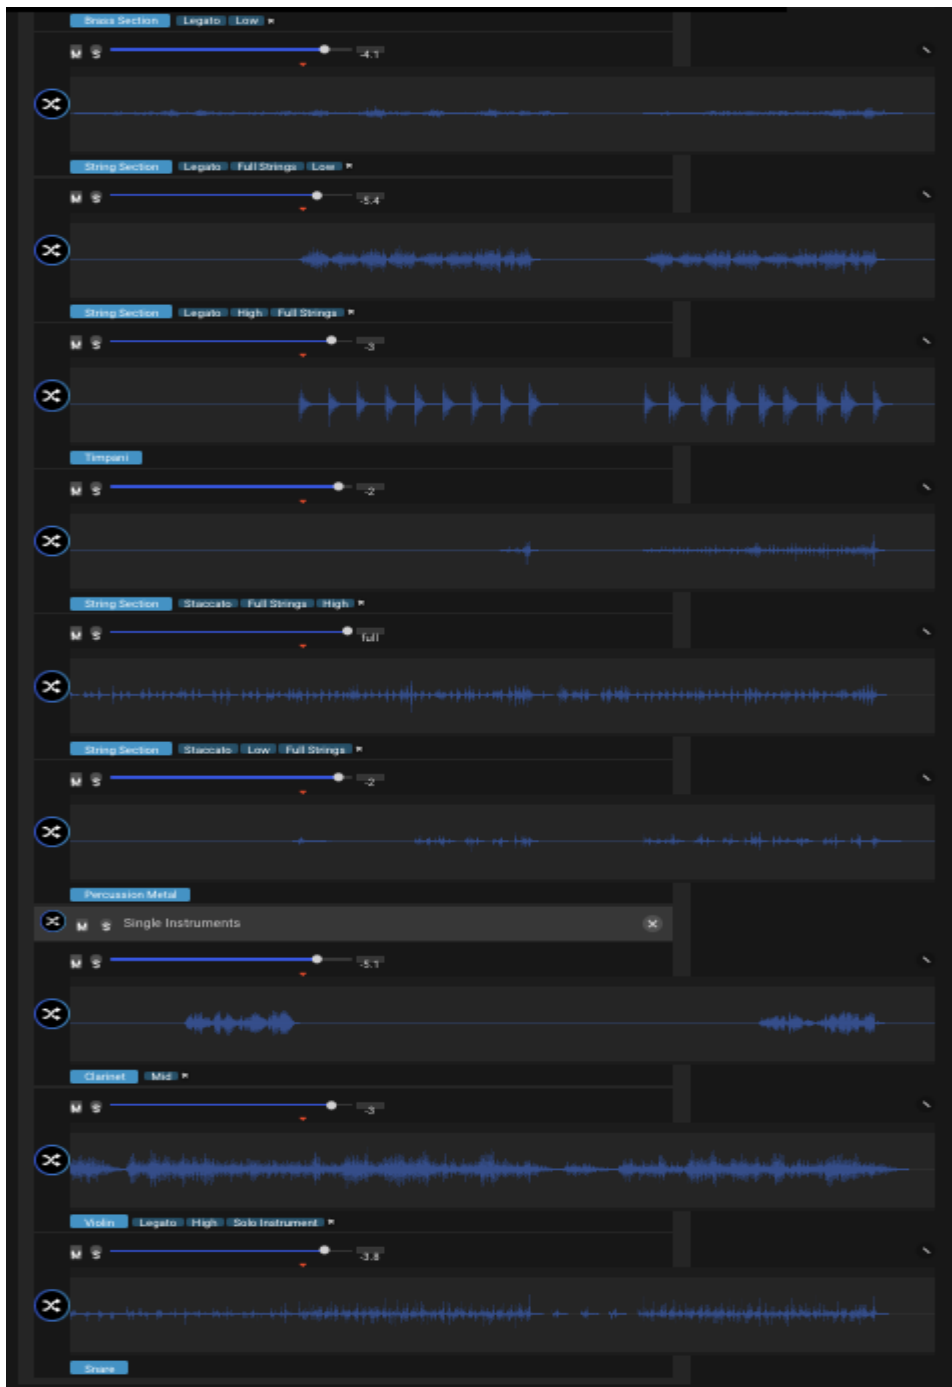 Brass Section Legato Low
M S -4.1
String Section Legato Full Strings Low
M S -5.4
String Section Legato High Full Strings
M S -3
Timpani
M S -2
String Section Staccato Full Strings High
M S full
String Section Staccato Low Full Strings
M S -2
Percussion Metal
M S Single Instruments
M S -5.1
Clarinet Mid
M S -3
Violin Legato High Solo Instrument
M S -3.8
Snare